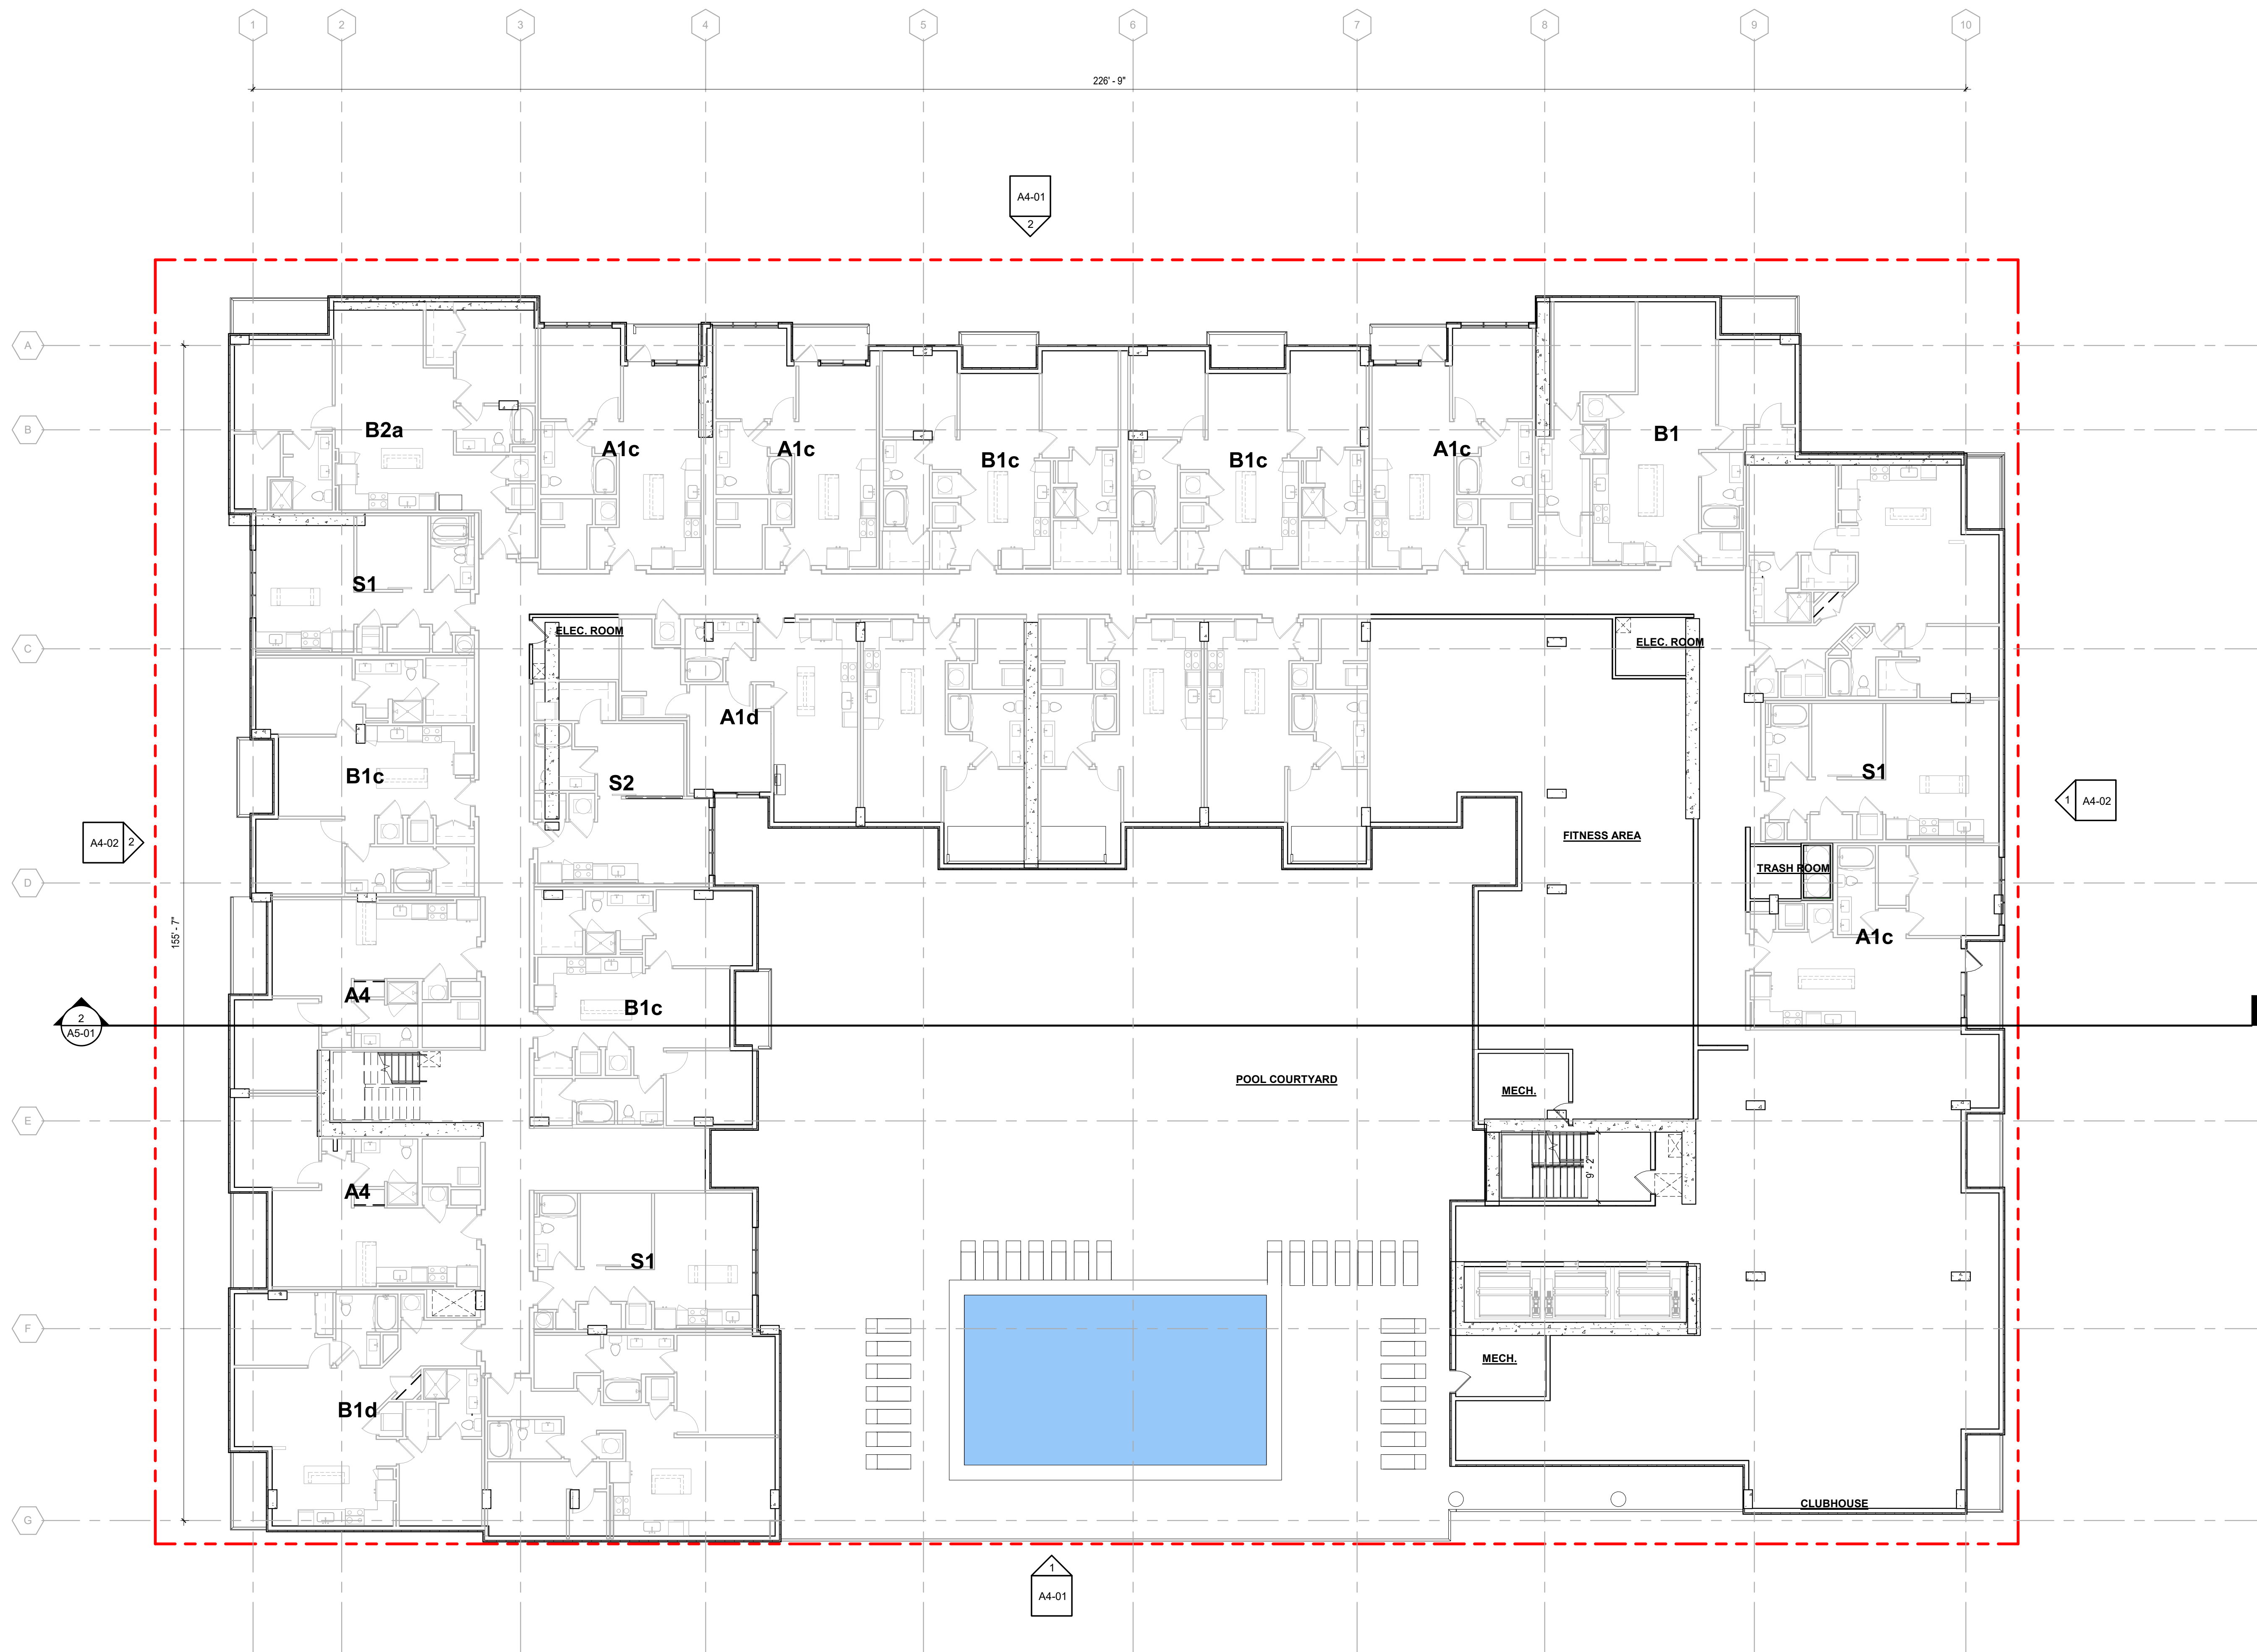 1 2 3 4 5 6 7 8 9 10
226' - 9"
A4-01
2
A
B
B2a
A1c
A1c
B1c
B1c
A1c
B1
S1
ELEC. ROOM
ELEC. ROOM
C
A1d
B1c
S2
S1
A4-02 2
1 A4-02
FITNESS AREA
TRASH ROOM
D
155' - 7"
A1c
A4
B1c
2
A5-01
POOL COURTYARD
MECH.
E
9' - 2"
A4
S1
F
MECH.
B1d
CLUBHOUSE
G
1
A4-01